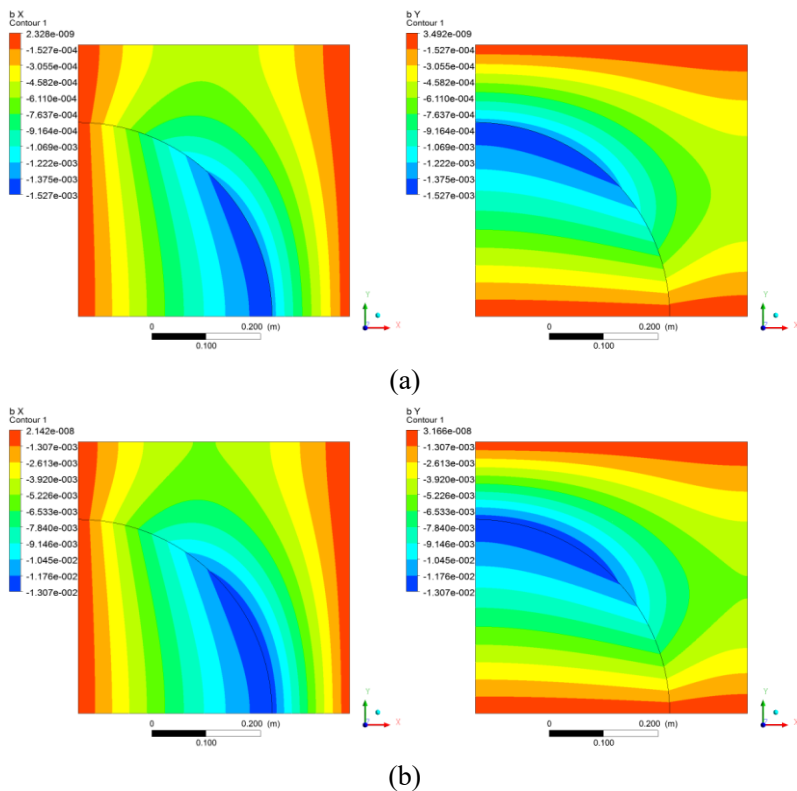 b X
Contour 1
2.328e-009
-1.527e-004
-3.055e-004
-4.582e-004
-6.110e-004
-7.637e-004
-9.164e-004
-1.069e-003
-1.222e-003
-1.375e-003
-1.527e-003
Y
X
Z
0
0.200 (m)
0.100
b Y
Contour 1
3.492e-009
-1.527e-004
-3.055e-004
-4.582e-004
-6.110e-004
-7.637e-004
-9.164e-004
-1.069e-003
-1.222e-003
-1.375e-003
-1.527e-003
Y
X
Z
0
0.200 (m)
0.100
(a)
b X
Contour 1
2.142e-008
-1.307e-003
-2.613e-003
-3.920e-003
-5.226e-003
-6.533e-003
-7.840e-003
-9.146e-003
-1.045e-002
-1.176e-002
-1.307e-002
Y
X
Z
0
0.200 (m)
0.100
b Y
Contour 1
3.166e-008
-1.307e-003
-2.613e-003
-3.920e-003
-5.226e-003
-6.533e-003
-7.840e-003
-9.146e-003
-1.045e-002
-1.176e-002
-1.307e-002
Y
X
Z
0
0.200 (m)
0.100
(b)